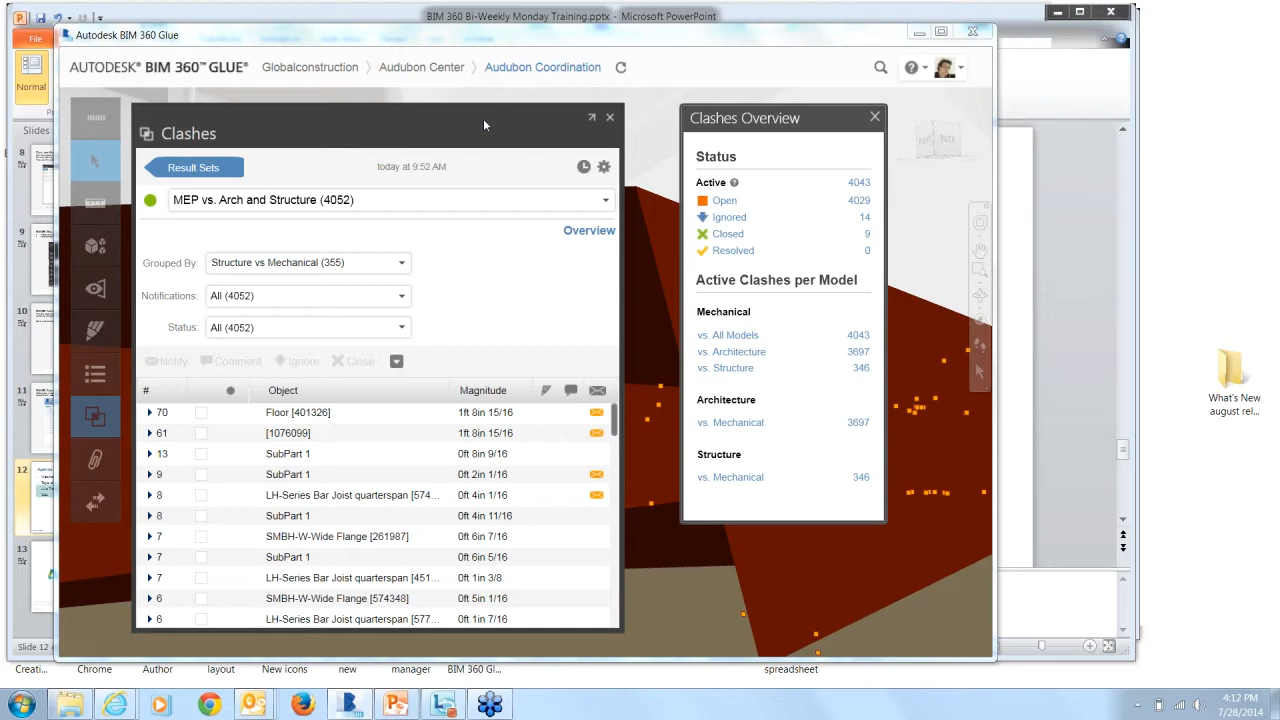 BIM 360 Bi-Weekly Monday Training.pptx - Microsoft PowerPoint
File
Autodesk BIM 360 Glue
AUTODESK® BIM 360™ GLUE® Globalconstruction Audubon Center Audubon Coordination
Normal
Slides
8
9
10
11
12
13
Clashes
Result Sets
today at 9:52 AM
MEP vs. Arch and Structure (4052)
Overview
Grouped By: Structure vs Mechanical (355)
Notifications: All (4052)
Status: All (4052)
Notify Comment Ignore Close
# Object Magnitude
70 Floor [401326] 1ft 8in 15/16
61 [1076099] 1ft 8in 15/16
13 SubPart 1 0ft 8in 9/16
9 SubPart 1 0ft 2in 1/16
8 LH-Series Bar Joist quarterspan [574... 0ft 4in 1/16
8 SubPart 1 0ft 4in 11/16
7 SMBH-W-Wide Flange [261987] 0ft 6in 7/16
7 SubPart 1 0ft 6in 5/16
7 LH-Series Bar Joist quarterspan [451... 0ft 1in 3/8
6 SMBH-W-Wide Flange [574348] 0ft 5in 1/16
6 LH-Series Bar Joist quarterspan [577... 0ft 1in 7/16
Clashes Overview
Status
Active 4043
Open 4029
Ignored 14
Closed 9
Resolved 0
Active Clashes per Model
Mechanical
vs. All Models 4043
vs. Architecture 3697
vs. Structure 346
Architecture
vs. Mechanical 3697
Structure
vs. Mechanical 346
BACK
What's New
august rel...
Slide 12
Creati... Chrome Author layout New icons new manager BIM 360 Gl... spreadsheet
4:12 PM
7/28/2014